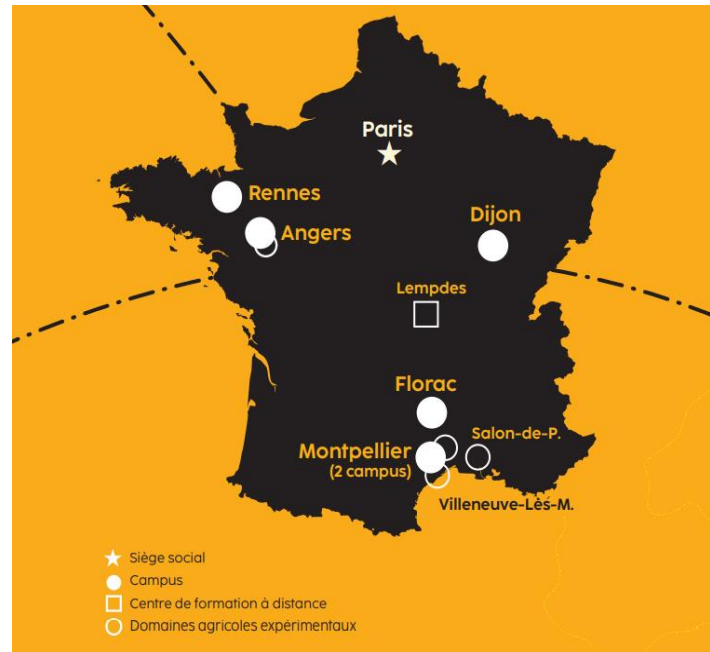 Paris
Rennes
Dijon
Angers
Lempdes
Florac
Salon-de-P.
Montpellier
(2 campus)
Villeneuve-Lès-M.
Siège social
Campus
Centre de formation à distance
Domaines agricoles expérimentaux